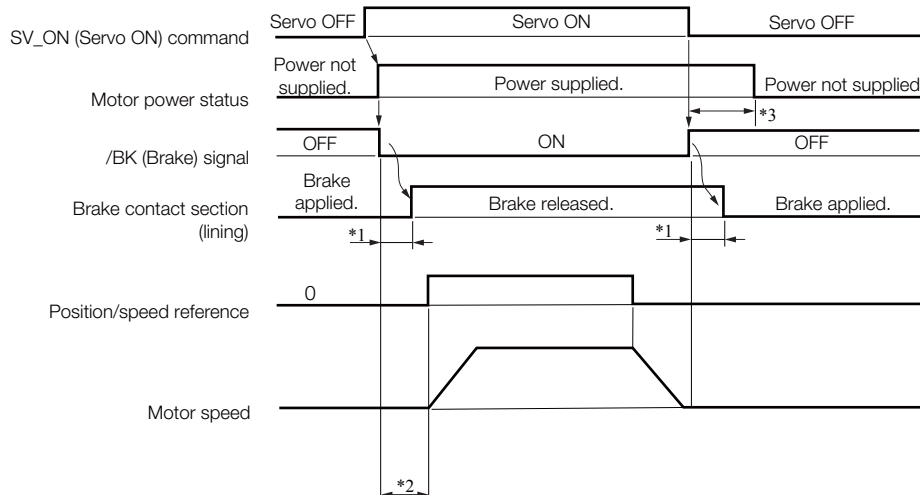 SV_ON (Servo ON) command
Servo OFF
Servo ON
Servo OFF
Motor power status
Power not
supplied.
Power supplied.
Power not supplied.
*3
/BK (Brake) signal
OFF
ON
OFF
Brake contact section
(lining)
Brake
applied.
Brake released.
Brake applied.
*1
*1
Position/speed reference
0
Motor speed
*2